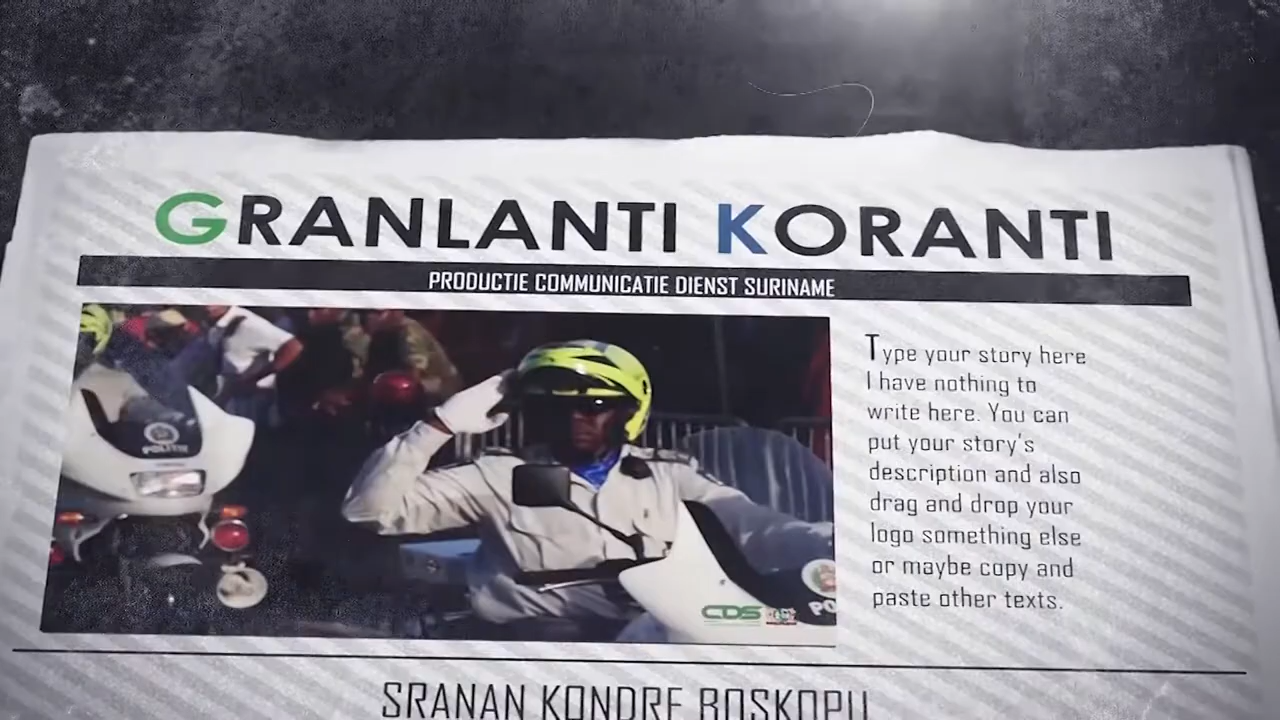 GRANLANTI KORANTI
PRODUCTIE COMMUNICATIE DIENST SURINAME
Type your story here
I have nothing to
write here. You can
put your story's
description and also
drag and drop your
logo something else
or maybe copy and
paste other texts.
POLITIE
CDS
PO
SRANAN KONDRE BOSKOPU